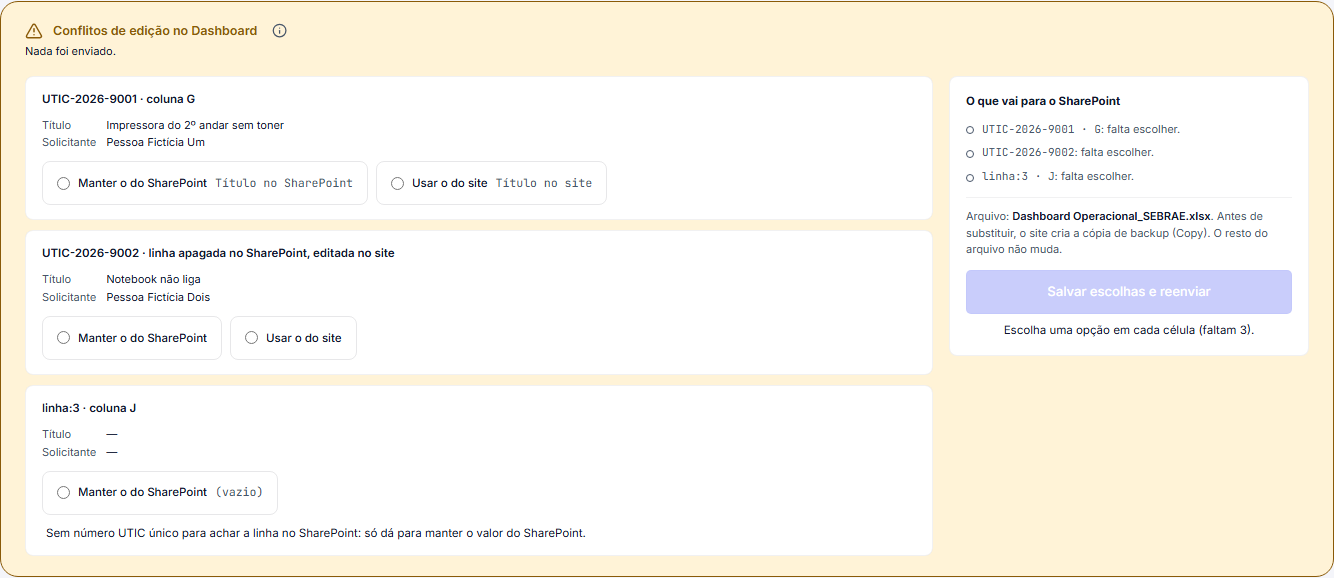 Conflitos de edição no Dashboard
Nada foi enviado.
UTIC-2026-9001 · coluna G
Título Impressora do 2º andar sem toner
Solicitante Pessoa Fictícia Um
Manter o do SharePoint Título no SharePoint
Usar o do site Título no site
UTIC-2026-9002 · linha apagada no SharePoint, editada no site
Título Notebook não liga
Solicitante Pessoa Fictícia Dois
Manter o do SharePoint
Usar o do site
linha:3 · coluna J
Título —
Solicitante —
Manter o do SharePoint (vazio)
Sem número UTIC único para achar a linha no SharePoint: só dá para manter o valor do SharePoint.
O que vai para o SharePoint
UTIC-2026-9001 · G: falta escolher.
UTIC-2026-9002: falta escolher.
linha:3 · J: falta escolher.
Arquivo: Dashboard Operacional_SEBRAE.xlsx. Antes de
substituir, o site cria a cópia de backup (Copy). O resto do
arquivo não muda.
Salvar escolhas e reenviar
Escolha uma opção em cada célula (faltam 3).